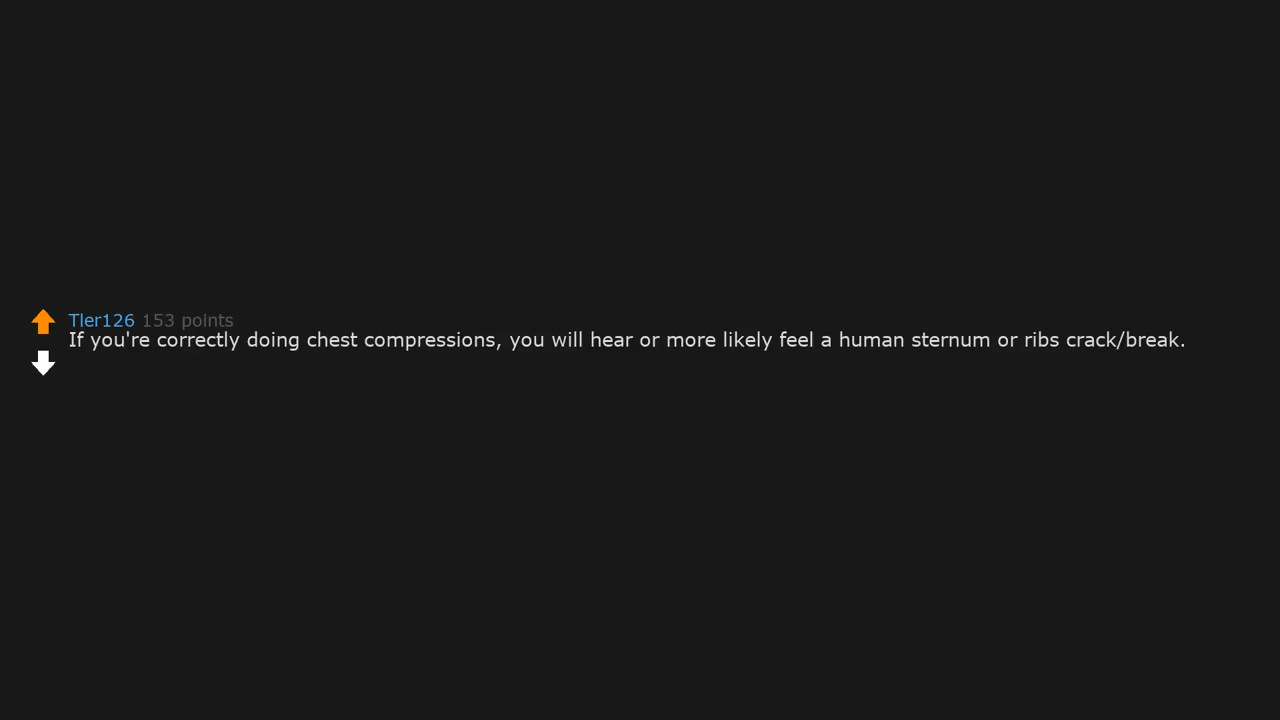 Tler126 153 points
If you're correctly doing chest compressions, you will hear or more likely feel a human sternum or ribs crack/break.